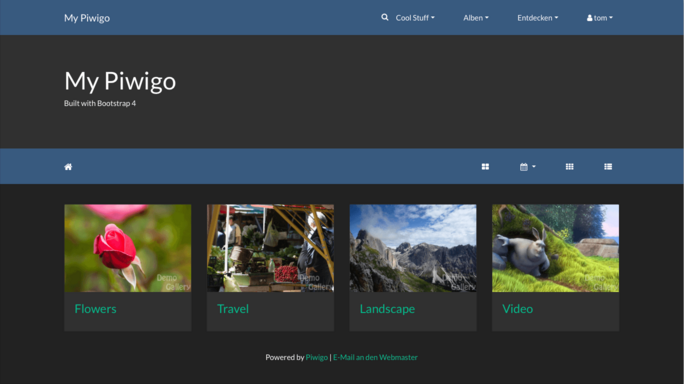 My Piwigo
Cool Stuff Alben Entdecken tom
My Piwigo
Built with Bootstrap 4
Demo Gallery
Demo Gallery
Demo Gallery
Demo Gallery
Flowers
Travel
Landscape
Video
Powered by Piwigo | E-Mail an den Webmaster